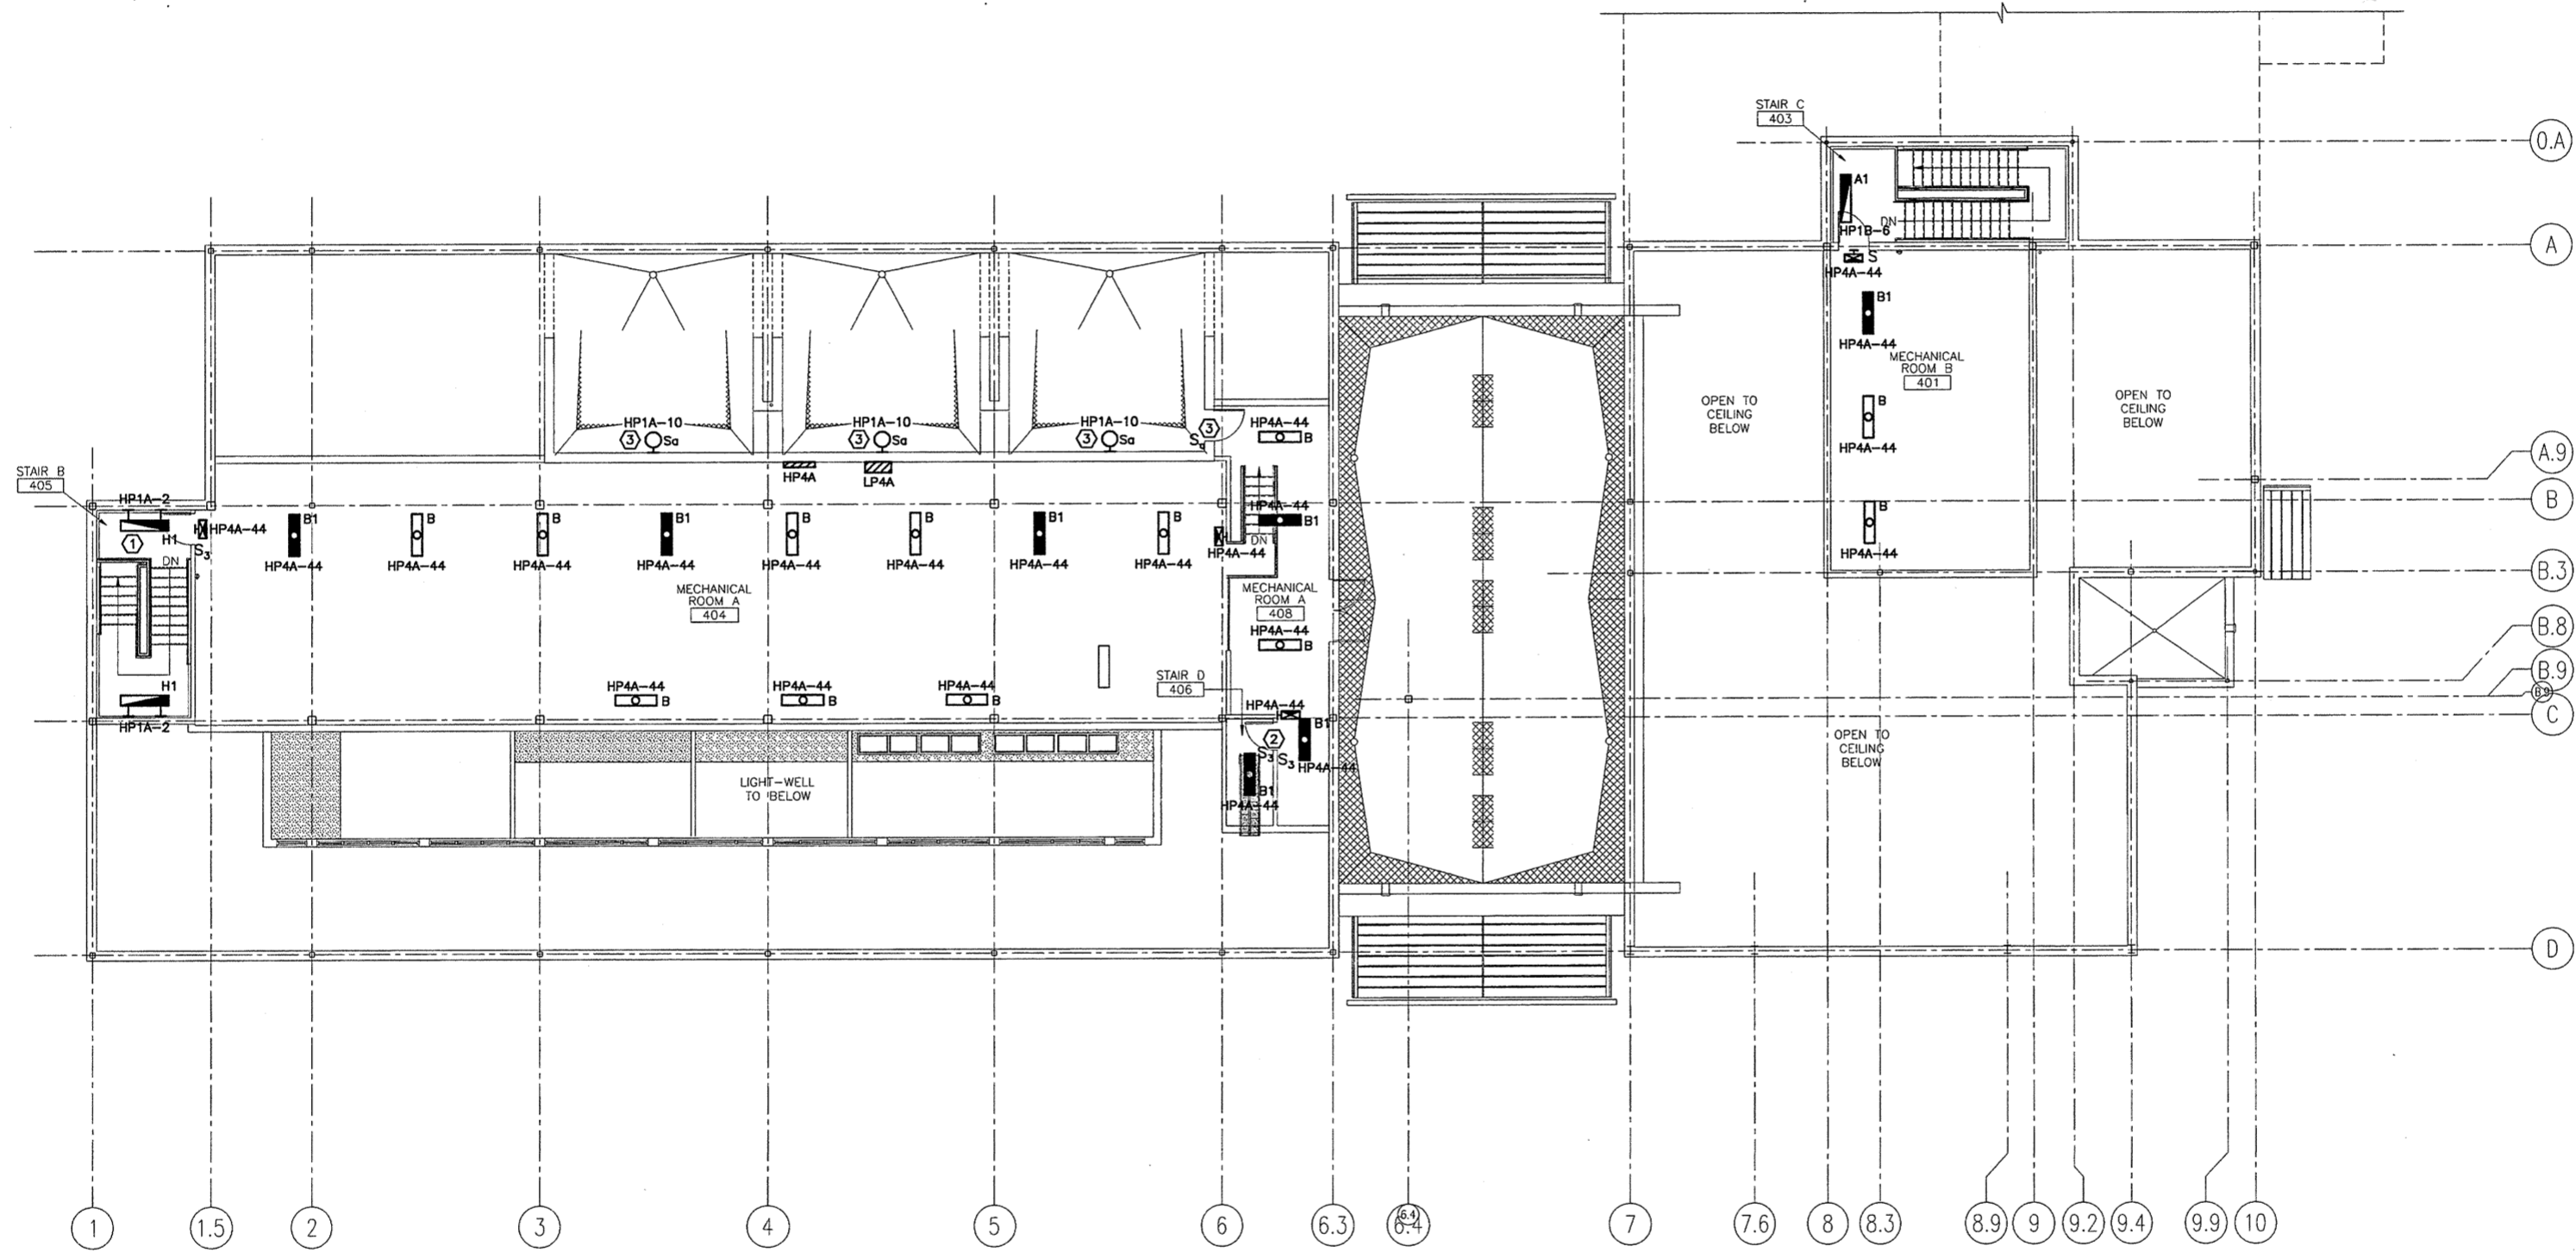 STAIR C
403
0.A
A1
DN
HP1B-6
A
S
HP4A-44
B1
HP4A-44
MECHANICAL
ROOM B
401
B
HP4A-44
B
HP4A-44
OPEN TO
CEILING
BELOW
OPEN TO
CEILING
BELOW
A.9
B
B.3
B.8
B.9
B.9
C
OPEN TO
CEILING
BELOW
D
HP1A-10
3 Sa
HP1A-10
3 Sa
HP1A-10
3 Sa
3
Sa
HP4A-44
B
HP4A
LP4A
STAIR B
405
HP1A-2
H1
1
HP4A-44
S3
DN
B1
HP4A-44
B
HP4A-44
B
HP4A-44
B1
HP4A-44
B
HP4A-44
B
HP4A-44
B1
HP4A-44
B
HP4A-44
HP4A-44
B1
HP4A-44
DN
MECHANICAL
ROOM A
404
MECHANICAL
ROOM A
408
HP4A-44
B
H1
HP1A-2
HP4A-44
B
HP4A-44
B
HP4A-44
B
STAIR D
406
HP4A-44
B1
2
S3
S3
HP4A-44
B1
HP4A-44
LIGHT-WELL
TO BELOW
1
1.5
2
3
4
5
6
6.3
6.4
6.4
7
7.6
8
8.3
8.9
9
9.2
9.4
9.9
10